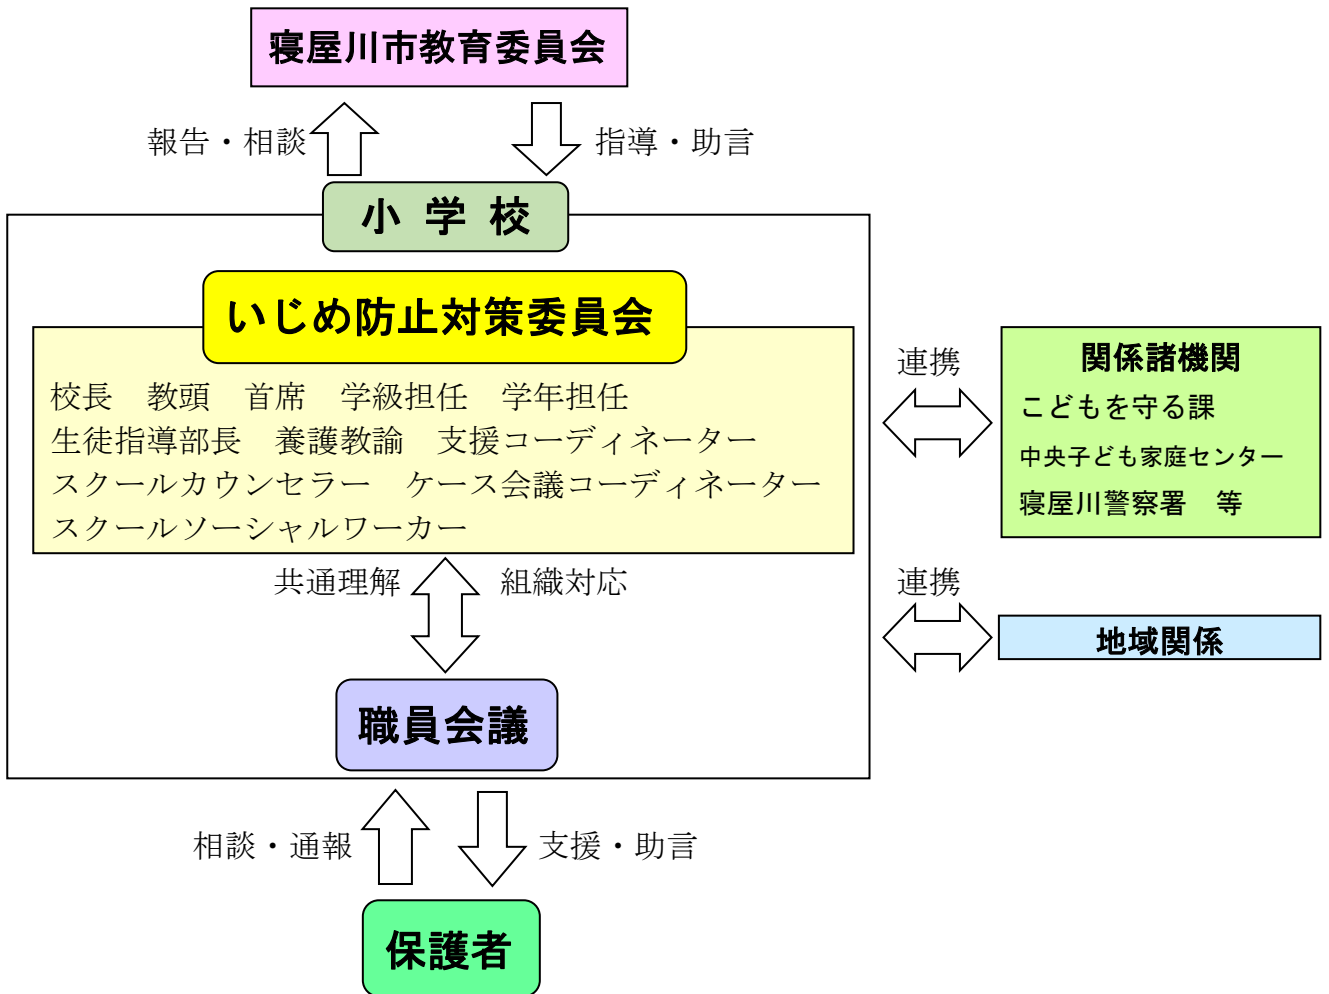 寝屋川市教育委員会
報告・相談
指導・助言
小 学 校
いじめ防止対策委員会
校長　教頭　首席　学級担任　学年担任
生徒指導部長　養護教諭　支援コーディネーター
スクールカウンセラー　ケース会議コーディネーター
スクールソーシャルワーカー
連携
関係諸機関
こどもを守る課
中央子ども家庭センター
寝屋川警察署　等
共通理解
組織対応
連携
地域関係
職員会議
相談・通報
支援・助言
保護者